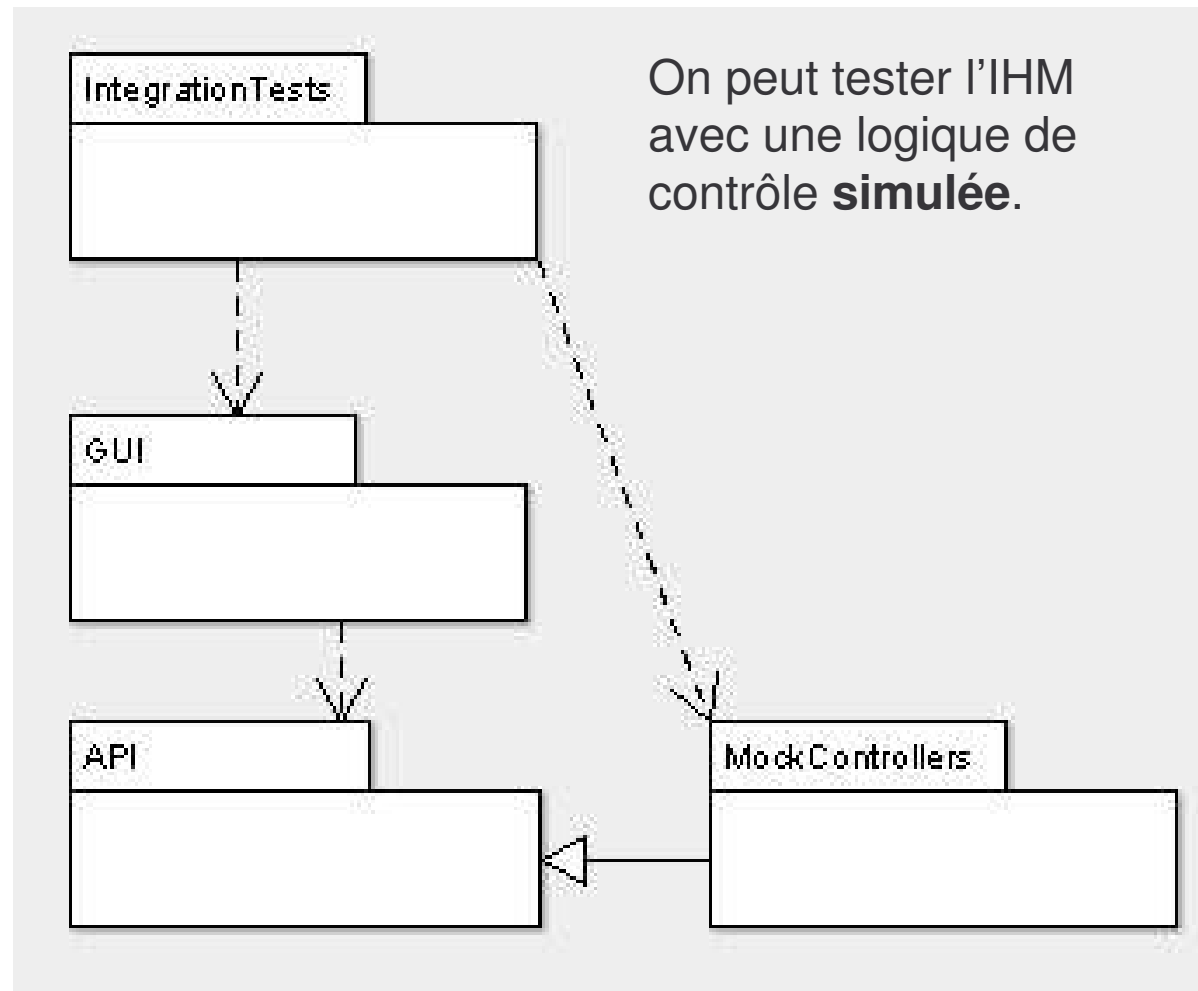 IntegrationTests
On peut tester l’IHM
avec une logique de
contrôle simulée.
GUI
API
MockControllers